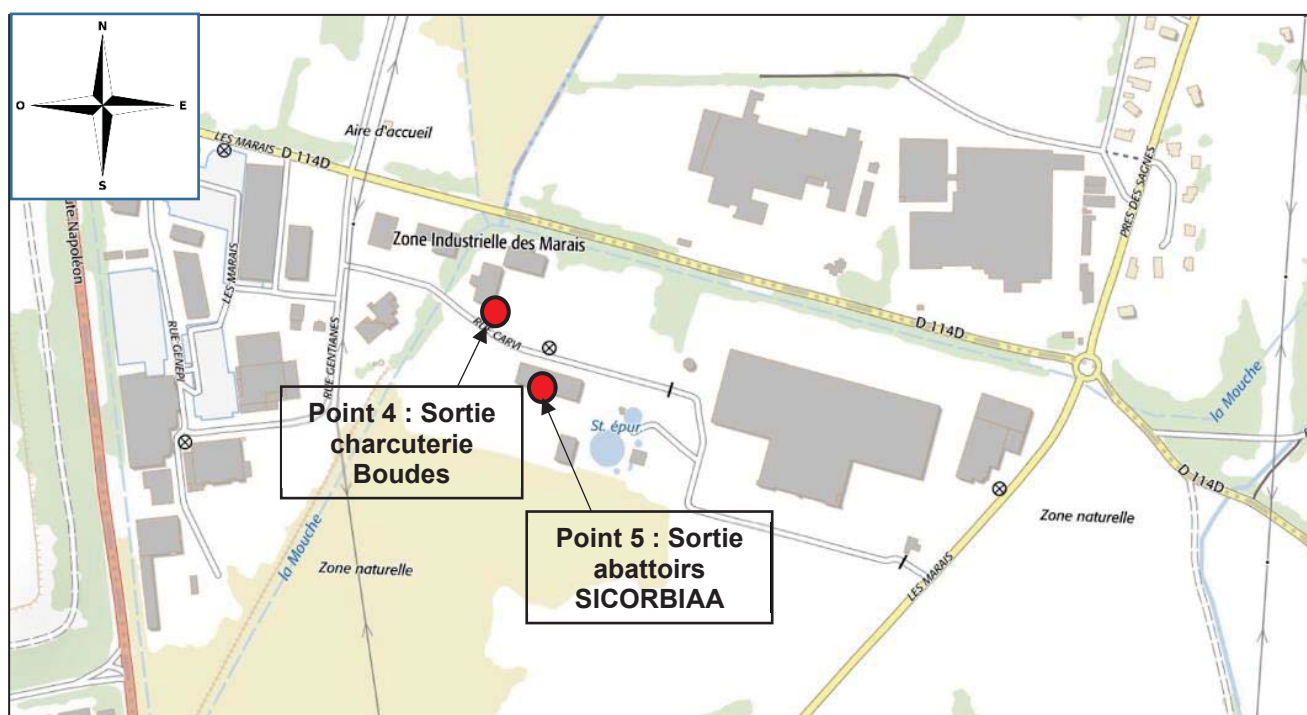 N
O
E
S
LES MARAIS
D 114D
Aire d'accueil
Zone Industrielle des Marais
PRES DES SAGNES
LES MARAIS
RUE GENEPI
RUE GENTIANES
RUE CARVI
D 114D
la Mouche
Point 4 : Sortie
charcuterie
Boudes
St. épur.
Point 5 : Sortie
abattoirs
SICORBIAA
la Mouche
Zone naturelle
LES MARAIS
Zone naturelle
D 114D
Napoléon